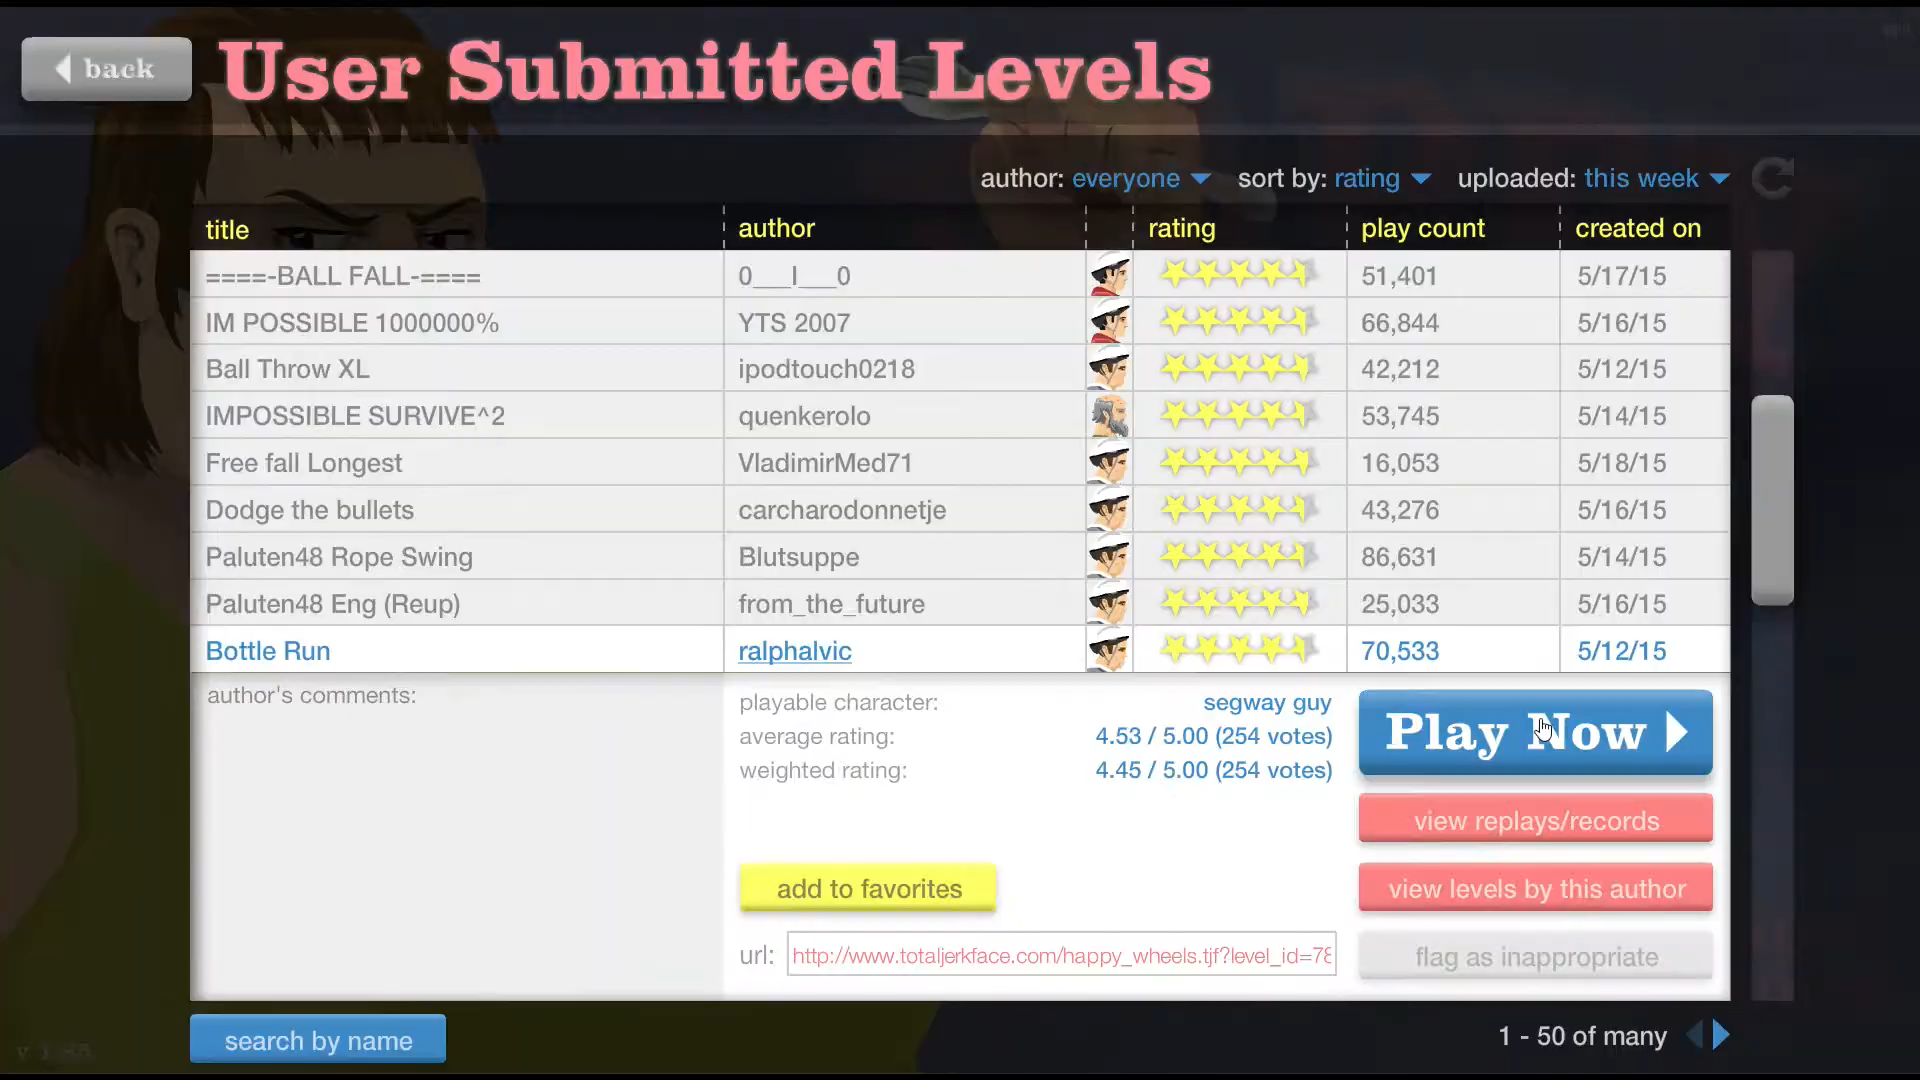 back
User Submitted Levels
author: everyone sort by: rating uploaded: this week
title author rating play count created on
====-BALL FALL-==== 0___I___0 51,401 5/17/15
IM POSSIBLE 1000000% YTS 2007 66,844 5/16/15
Ball Throw XL ipodtouch0218 42,212 5/12/15
IMPOSSIBLE SURVIVE^2 quenkerolo 53,745 5/14/15
Free fall Longest VladimirMed71 16,053 5/18/15
Dodge the bullets carcharodonnetje 43,276 5/16/15
Paluten48 Rope Swing Blutsuppe 86,631 5/14/15
Paluten48 Eng (Reup) from_the_future 25,033 5/16/15
Bottle Run ralphalvic 70,533 5/12/15
author's comments:
playable character: segway guy
average rating: 4.53 / 5.00 (254 votes)
weighted rating: 4.45 / 5.00 (254 votes)
Play Now
view replays/records
add to favorites
view levels by this author
url: http://www.totaljerkface.com/happy_wheels.tjf?level_id=78
flag as inappropriate
search by name
1 - 50 of many